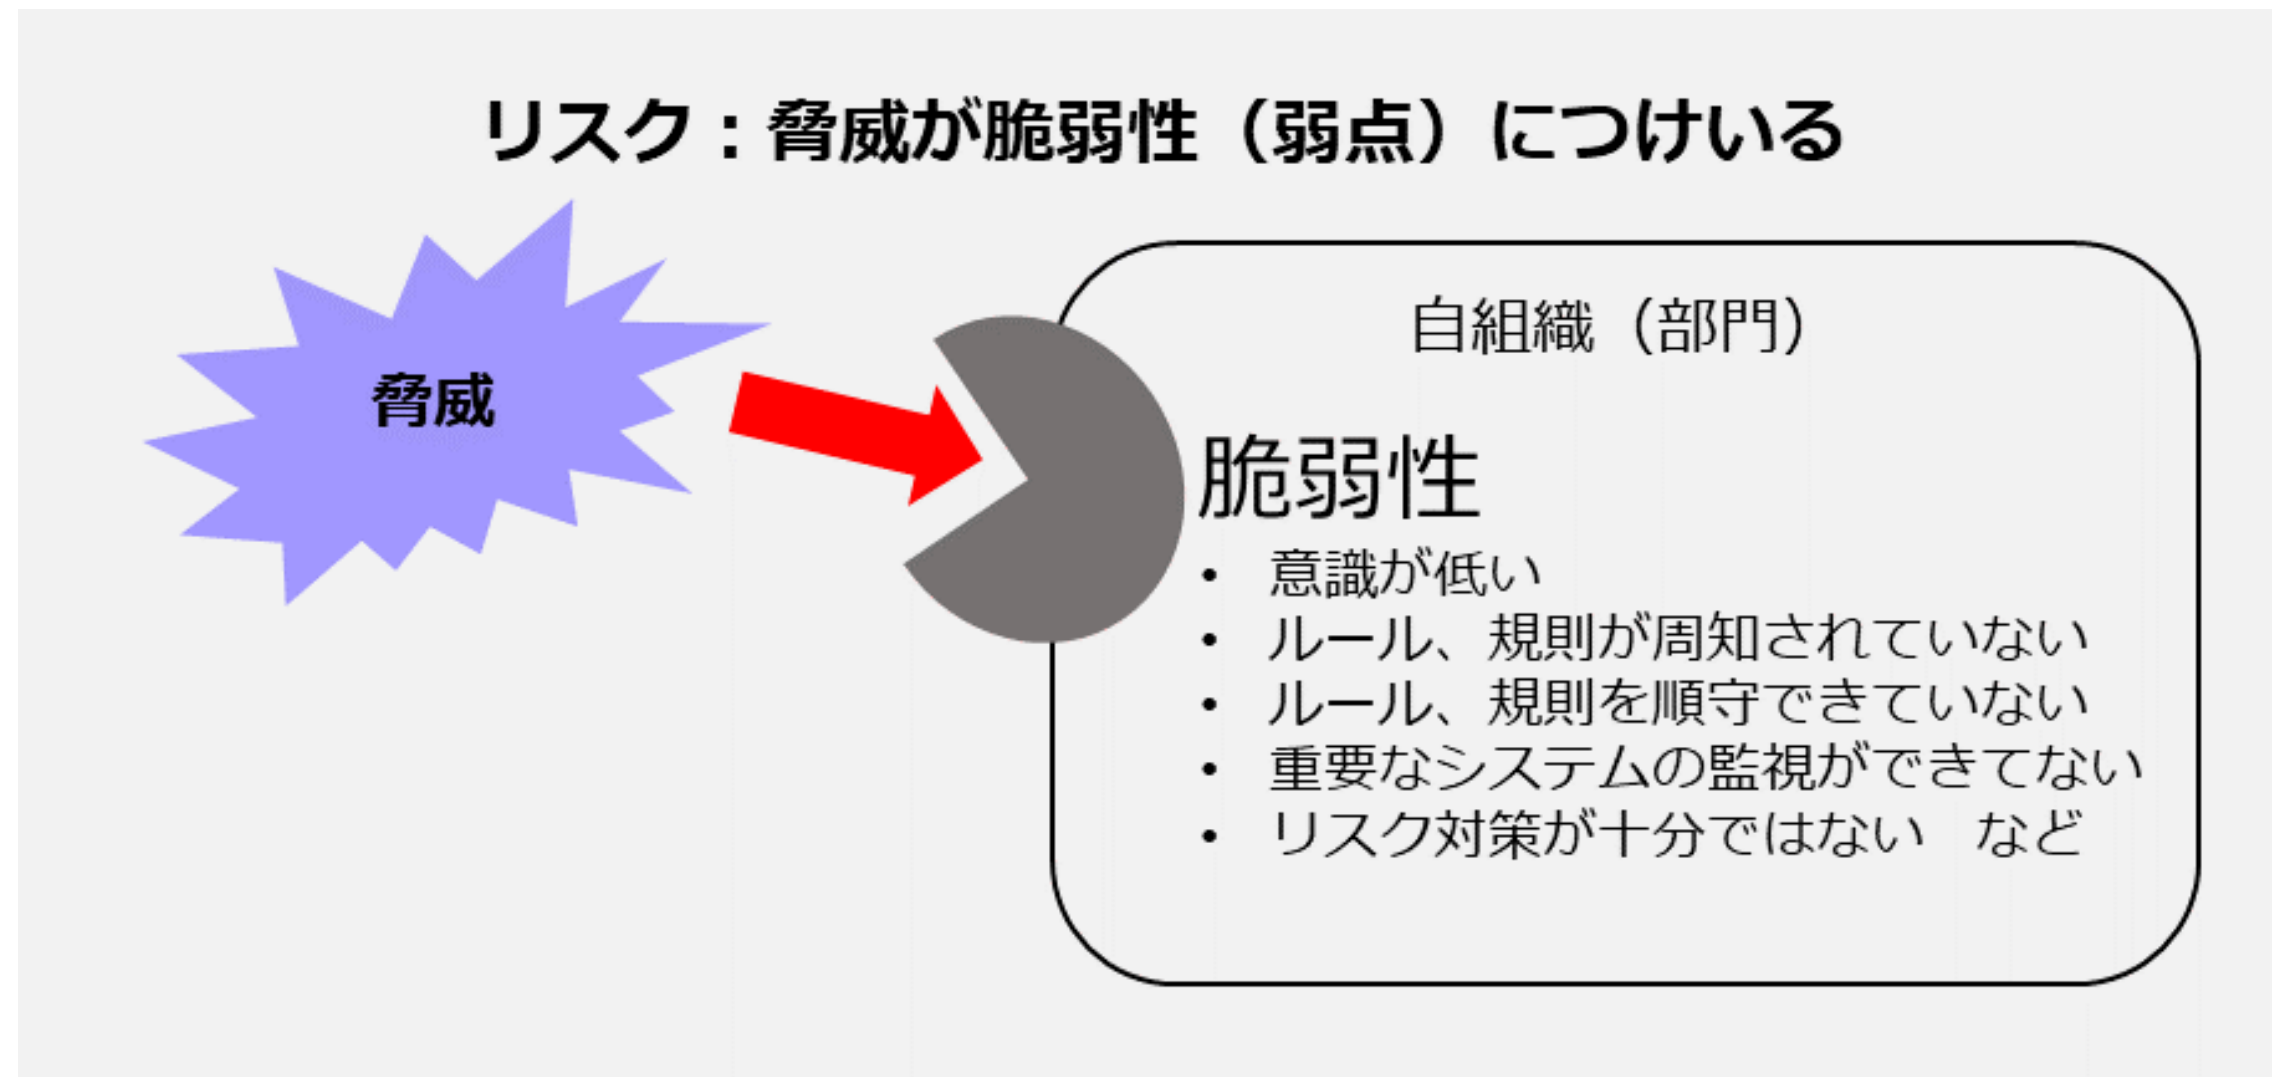 リスク：脅威が脆弱性（弱点）につけいる
脅威
自組織（部門）
脆弱性
• 意識が低い
• ルール、規則が周知されていない
• ルール、規則を順守できていない
• 重要なシステムの監視ができてない
• リスク対策が十分ではない　など